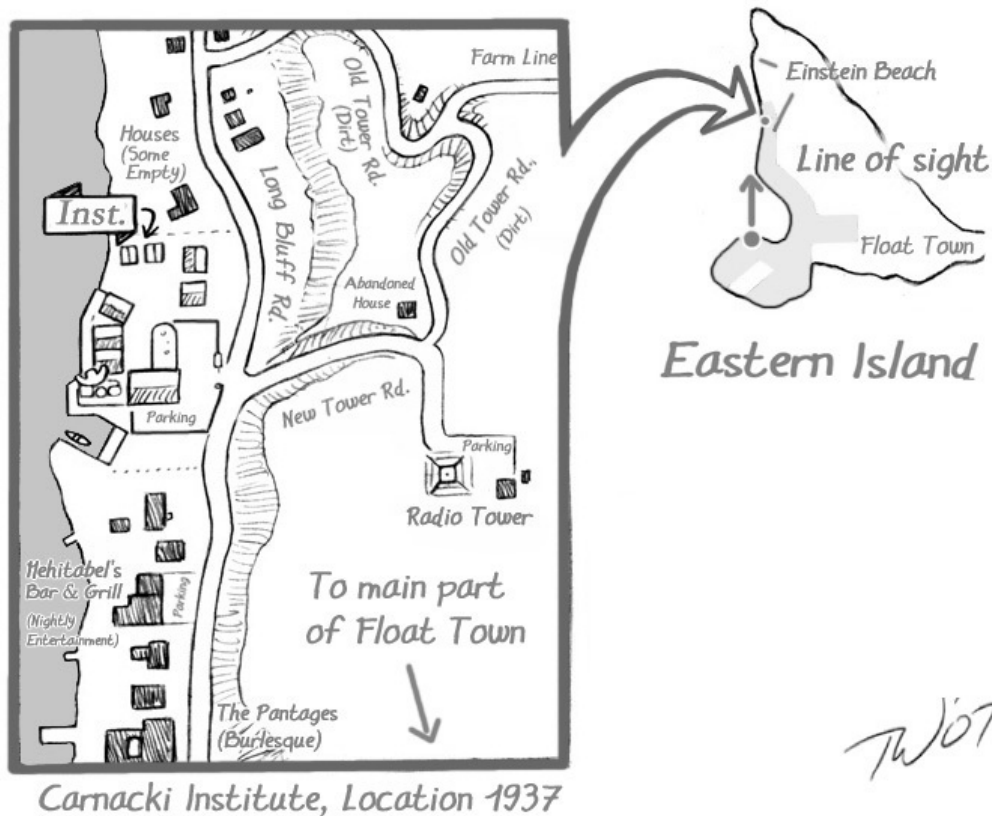 Farm Line
Old Tower Rd.
(Dirt)
Houses
(Some
Empty)
Inst.
Long Bluff Rd.
Old Tower Rd.,
(Dirt)
Abandoned
House
New Tower Rd.
Parking
Parking
Radio Tower
Mehitabel's
Bar & Grill
(Nightly
Entertainment)
Parking
To main part
of Float Town
The Pantages
(Burlesque)
Carnacki Institute, Location 1937
Einstein Beach
Line of sight
Float Town
Eastern Island
TWÖT